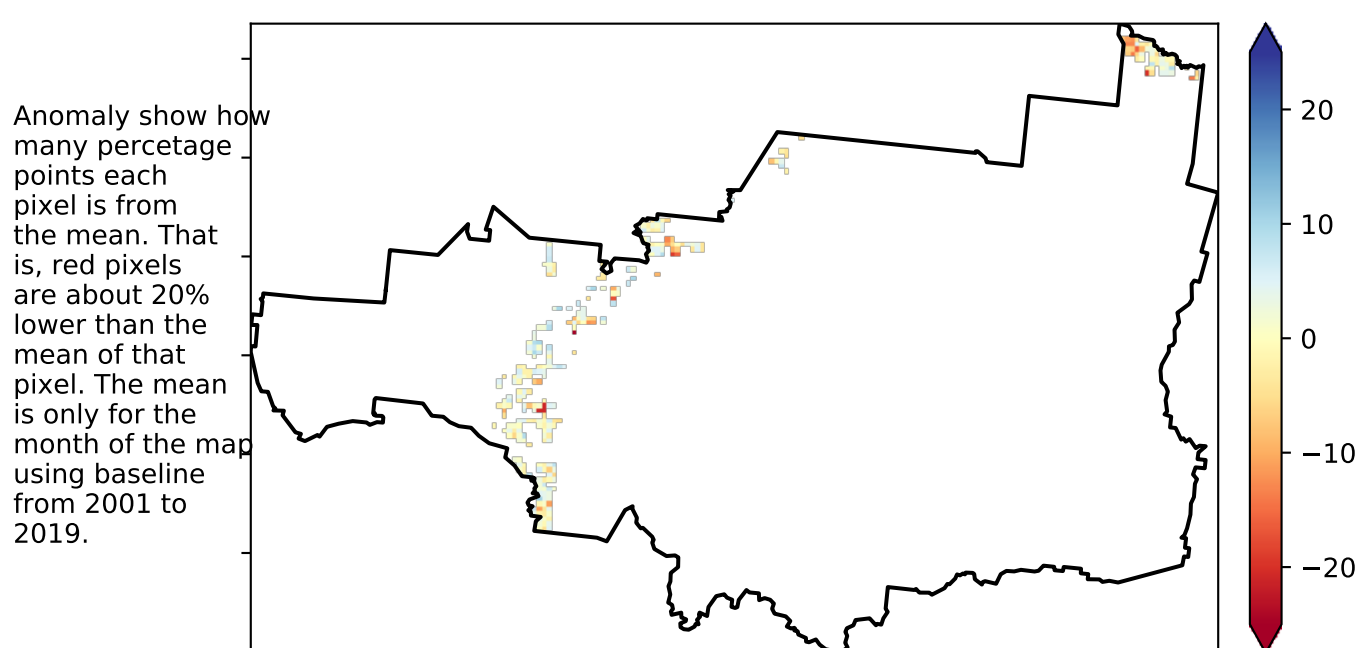 Anomaly show how
many percetage
points each
pixel is from
the mean. That
is, red pixels
are about 20%
lower than the
mean of that
pixel. The mean
is only for the
month of the map
using baseline
from 2001 to
2019.
20
10
0
−10
−20